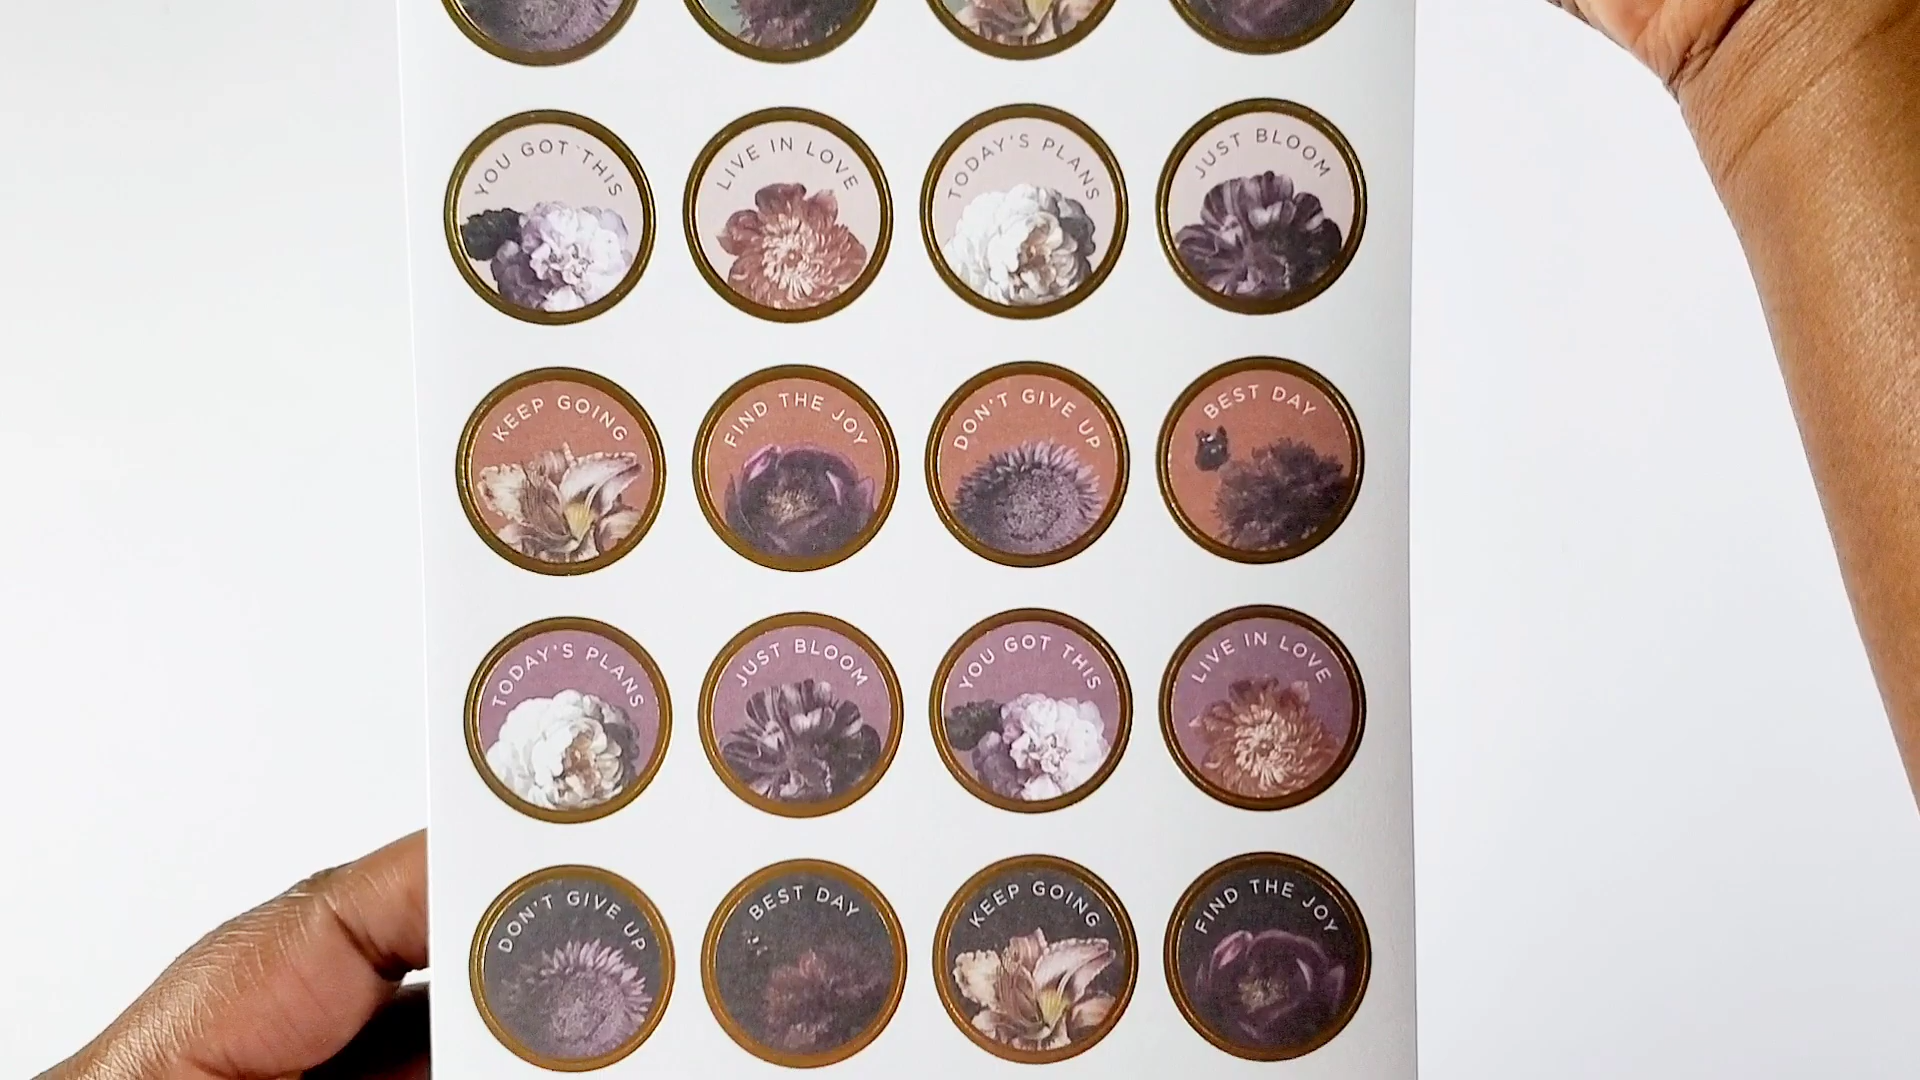 YOU GOT THIS
LIVE IN LOVE
TODAY'S PLANS
JUST BLOOM
KEEP GOING
FIND THE JOY
DON'T GIVE UP
BEST DAY
TODAY'S PLANS
JUST BLOOM
YOU GOT THIS
LIVE IN LOVE
DON'T GIVE UP
BEST DAY
KEEP GOING
FIND THE JOY